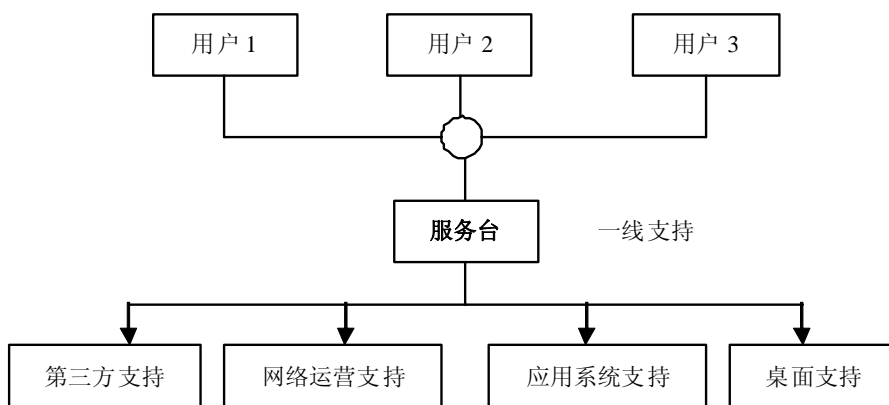 用户 1
用户 2
用户 3
服务台
一线支持
第三方支持
网络运营支持
应用系统支持
桌面支持